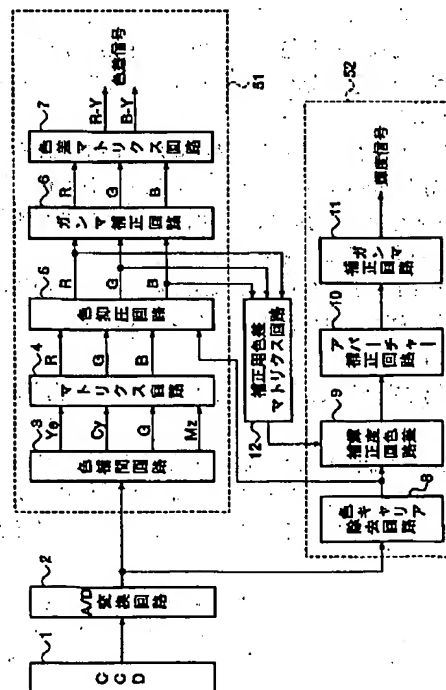 1
CCD
2
A/D
変換回路
3
色補間回路
Ye
Cy
G
Mz
4
マトリクス回路
R
G
B
5
色抑圧回路
R
G
B
6
ガンマ補正回路
R
G
B
7
色差マトリクス回路
R-Y
B-Y
色差信号
51
12
補正用色差
マトリクス回路
8
色キャリア
除去回路
9
輝度色差
補正回路
10
アパーチャー
補正回路
11
ガンマ
補正回路
輝度信号
52